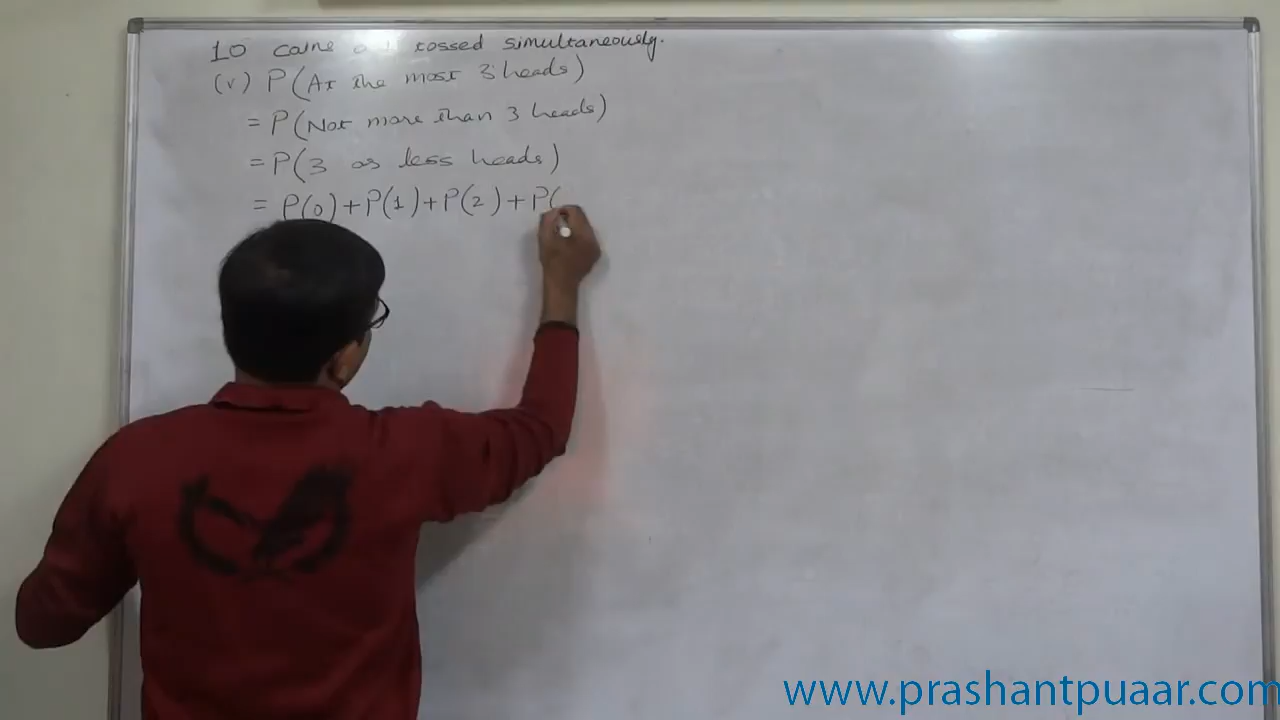 10 coins tossed simultaneously.
(v) P(At the most 3 heads)
= P(Not more than 3 heads)
= P(3 or less heads)
= P(0)+P(1)+P(2)+P(
www.prashantpuaar.com